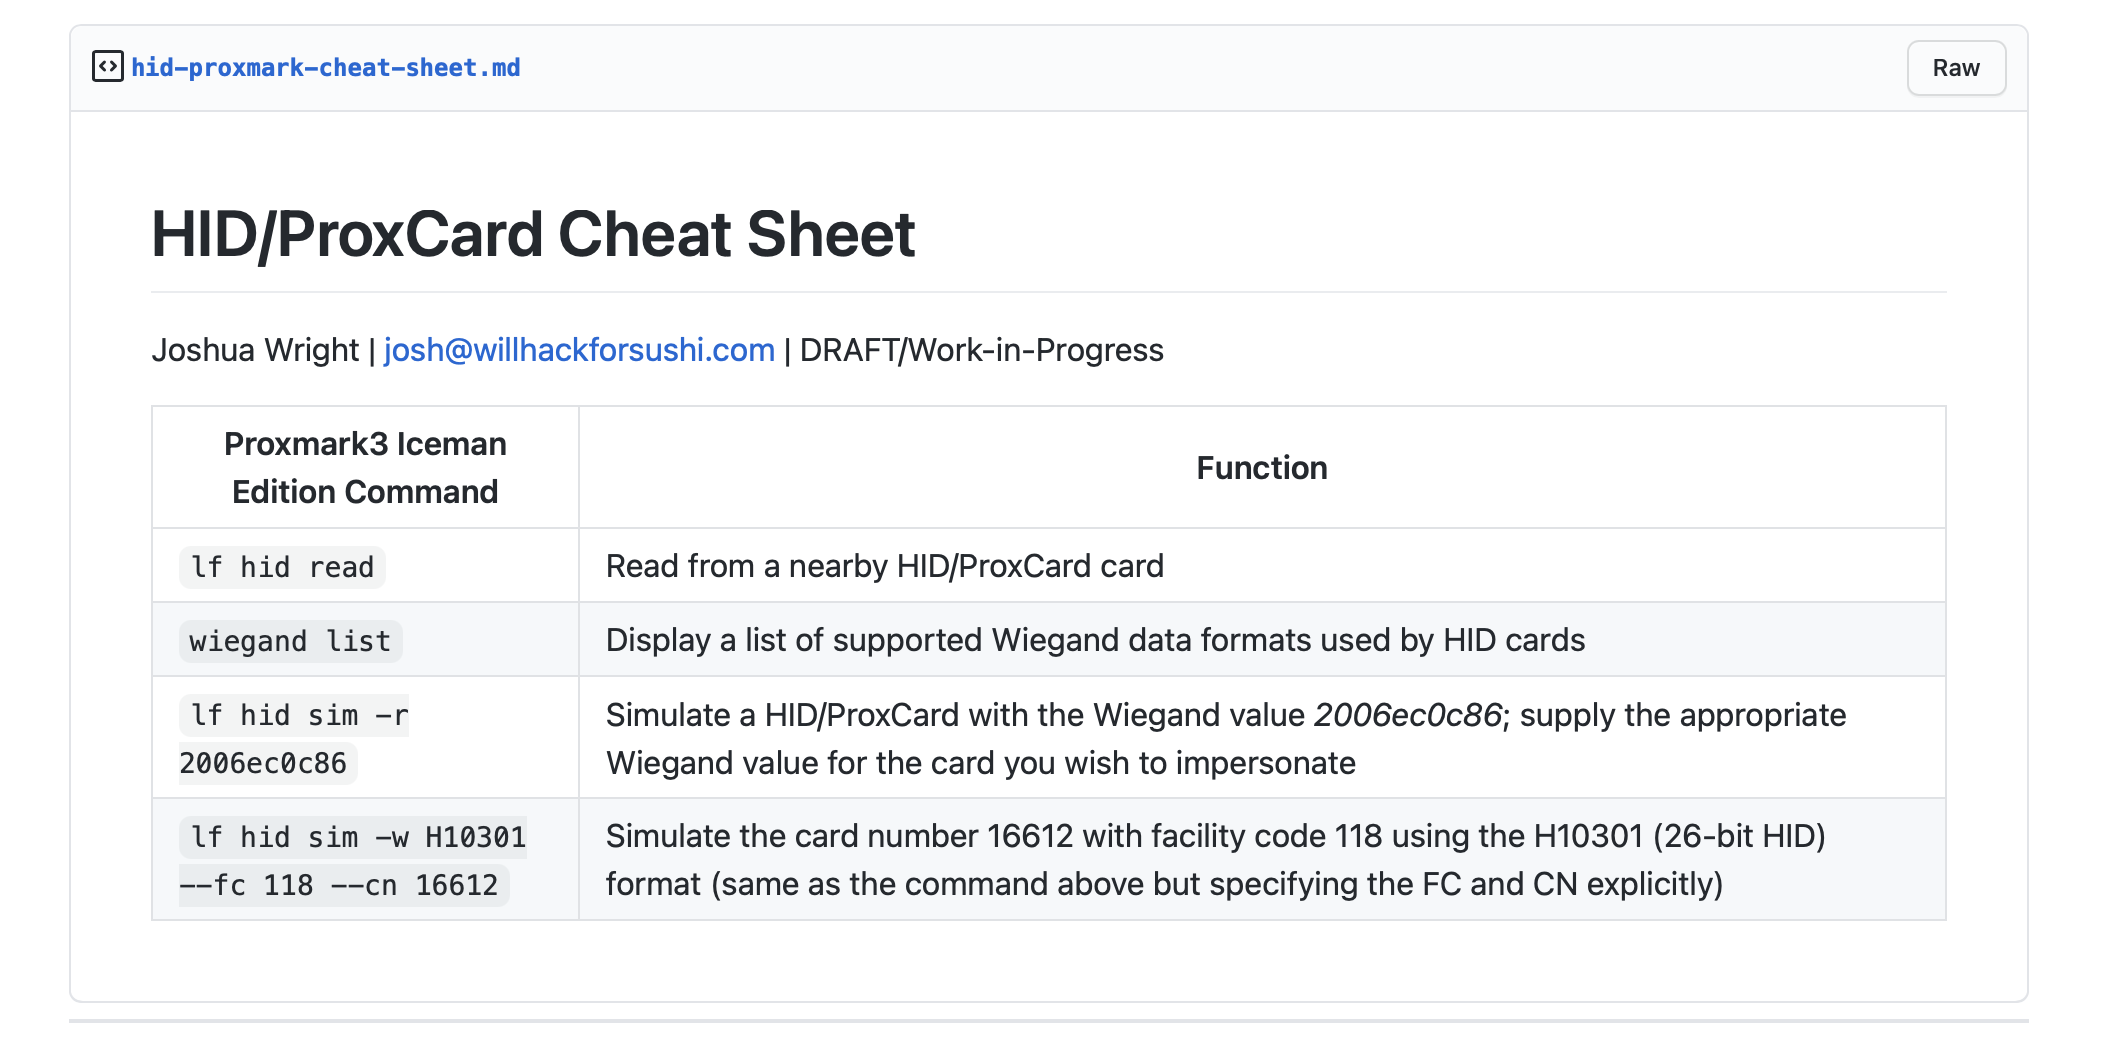 hid-proxmark-cheat-sheet.md
Raw
HID/ProxCard Cheat Sheet
Joshua Wright | josh@willhackforsushi.com | DRAFT/Work-in-Progress
Proxmark3 Iceman
Edition Command
Function
lf hid read
Read from a nearby HID/ProxCard card
wiegand list
Display a list of supported Wiegand data formats used by HID cards
lf hid sim -r
2006ec0c86
Simulate a HID/ProxCard with the Wiegand value 2006ec0c86; supply the appropriate
Wiegand value for the card you wish to impersonate
lf hid sim -w H10301
--fc 118 --cn 16612
Simulate the card number 16612 with facility code 118 using the H10301 (26-bit HID)
format (same as the command above but specifying the FC and CN explicitly)